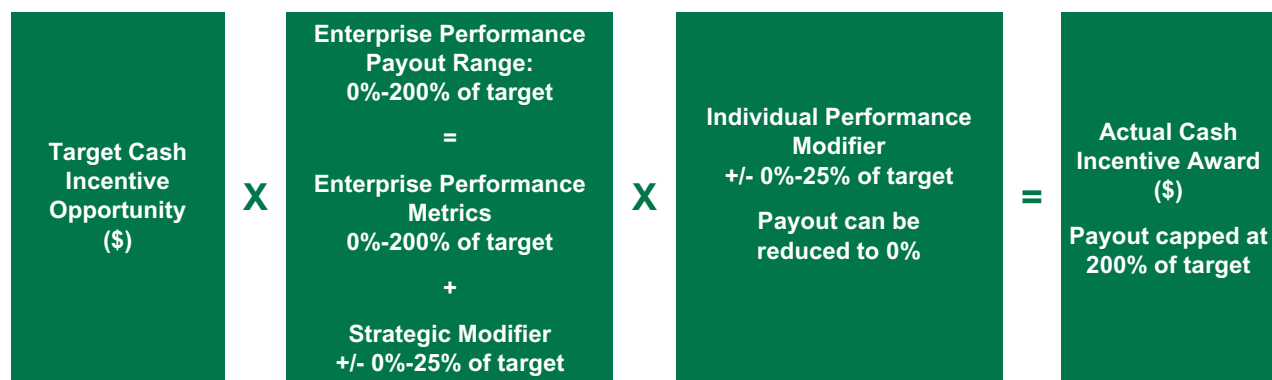 Target Cash
Incentive
Opportunity
($)
X
Enterprise Performance
Payout Range:
0%-200% of target
=
Enterprise Performance
Metrics
0%-200% of target
+
Strategic Modifier
+/- 0%-25% of target
X
Individual Performance
Modifier
+/- 0%-25% of target
Payout can be
reduced to 0%
=
Actual Cash
Incentive Award
($)
Payout capped at
200% of target